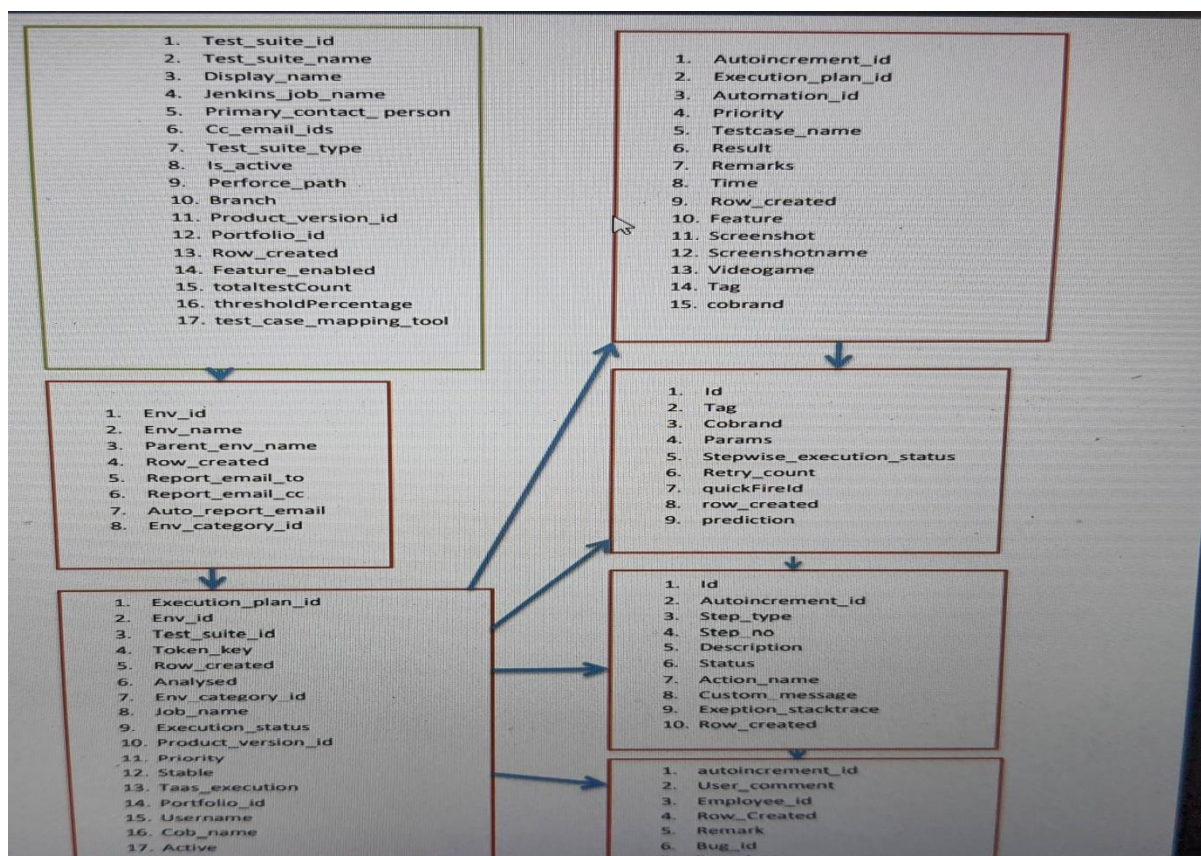 1. Test_suite_id
2. Test_suite_name
3. Display_name
4. Jenkins_job_name
5. Primary_contact_ person
6. Cc_email_ids
7. Test_suite_type
8. Is_active
9. Perforce_path
10. Branch
11. Product_version_id
12. Portfolio_id
13. Row_created
14. Feature_enabled
15. totaltestCount
16. thresholdPercentage
17. test_case_mapping_tool
1. Env_id
2. Env_name
3. Parent_env_name
4. Row_created
5. Report_email_to
6. Report_email_cc
7. Auto_report_email
8. Env_category_id
1. Execution_plan_id
2. Env_id
3. Test_suite_id
4. Token_key
5. Row_created
6. Analysed
7. Env_category_id
8. Job_name
9. Execution_status
10. Product_version_id
11. Priority
12. Stable
13. Taas_execution
14. Portfolio_id
15. Username
16. Cob_name
17. Active
1. Autoincrement_id
2. Execution_plan_id
3. Automation_id
4. Priority
5. Testcase_name
6. Result
7. Remarks
8. Time
9. Row_created
10. Feature
11. Screenshot
12. Screenshotname
13. Videogame
14. Tag
15. cobrand
1. Id
2. Tag
3. Cobrand
4. Params
5. Stepwise_execution_status
6. Retry_count
7. quickFireId
8. row_created
9. prediction
1. Id
2. Autoincrement_id
3. Step_type
4. Step_no
5. Description
6. Status
7. Action_name
8. Custom_message
9. Exeption_stacktrace
10. Row_created
1. autoincrement_id
2. User_comment
3. Employee_id
4. Row_Created
5. Remark
6. Bug_id